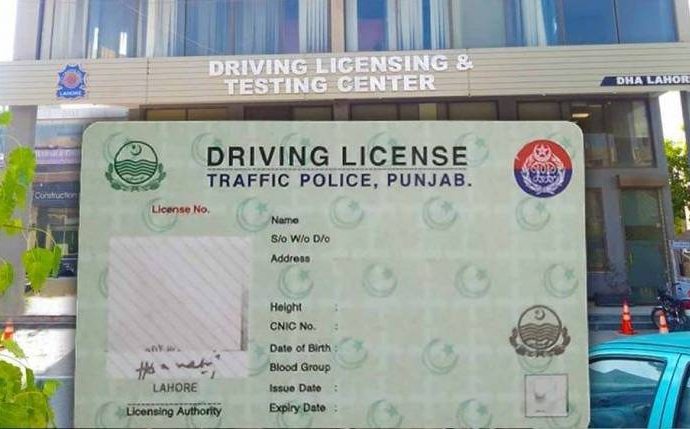 DRIVING LICENSING &
TESTING CENTER
LAHORE
DHA LAHORE
Construction
DRIVING LICENSE
TRAFFIC POLICE, PUNJAB.
License No.
Name
S/o W/o D/o
Address
Height :
CNIC No. :
Date of Birth :
Blood Group
Issue Date :
Expiry Date :
LAHORE
Licensing Authority